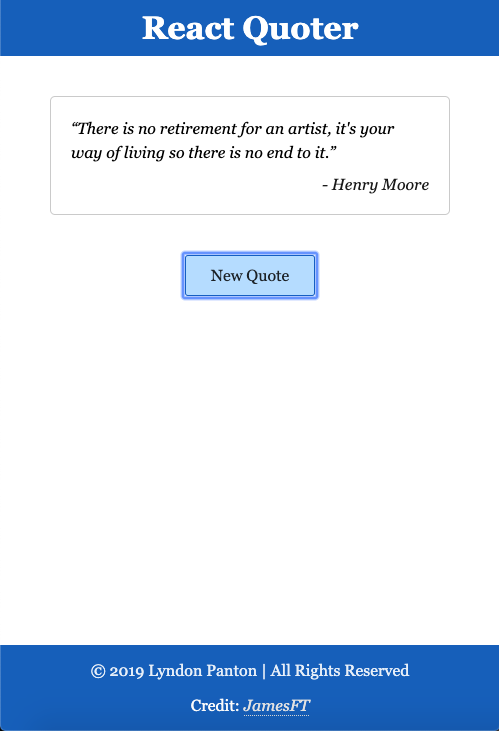 React Quoter
“There is no retirement for an artist, it's your
way of living so there is no end to it.”
- Henry Moore
New Quote
© 2019 Lyndon Panton | All Rights Reserved
Credit: JamesFT